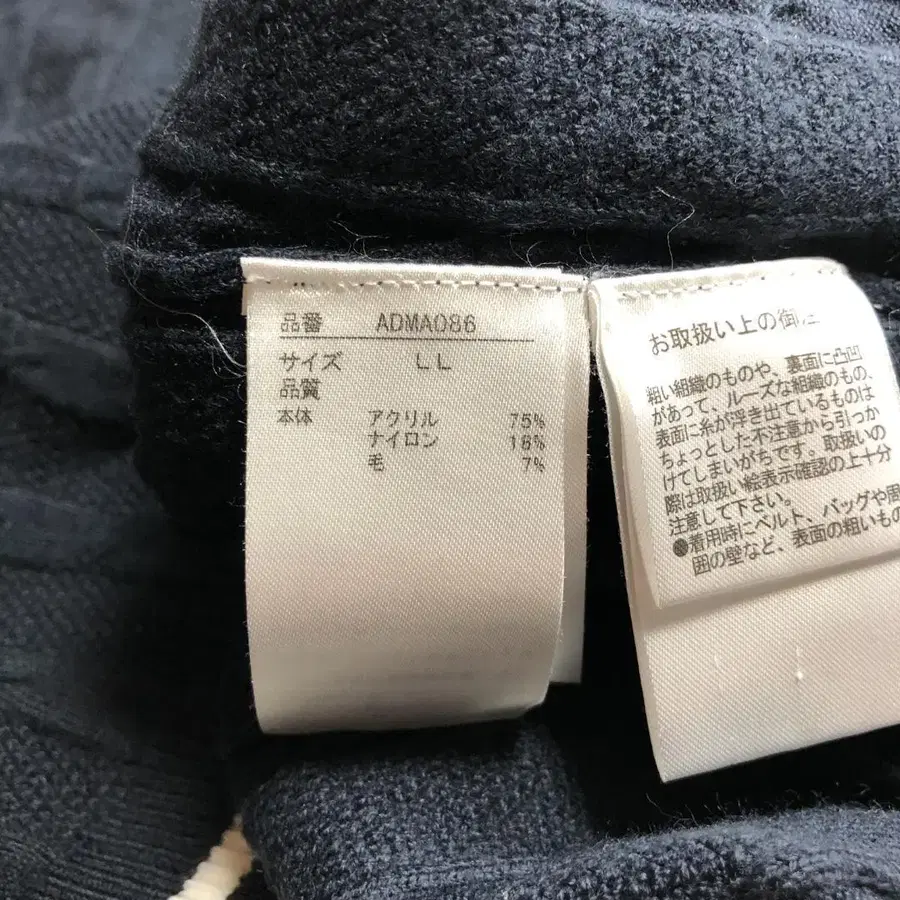 品番 ADMA086
サイズ LL
品質
本体 アクリル 75%
ナイロン 18%
毛 7%
お取扱い上の御注
粗い組織のものや、裏面に凸凹
があって、ルーズな組織のもの、
表面に糸が浮き出ているものは
ちょっとした不注意から引っか
けてしまいがちです。取扱いの
際は取扱い絵表示確認の上十分
注意して下さい。
●着用時にベルト、バッグや周
囲の壁など、表面の粗いもの